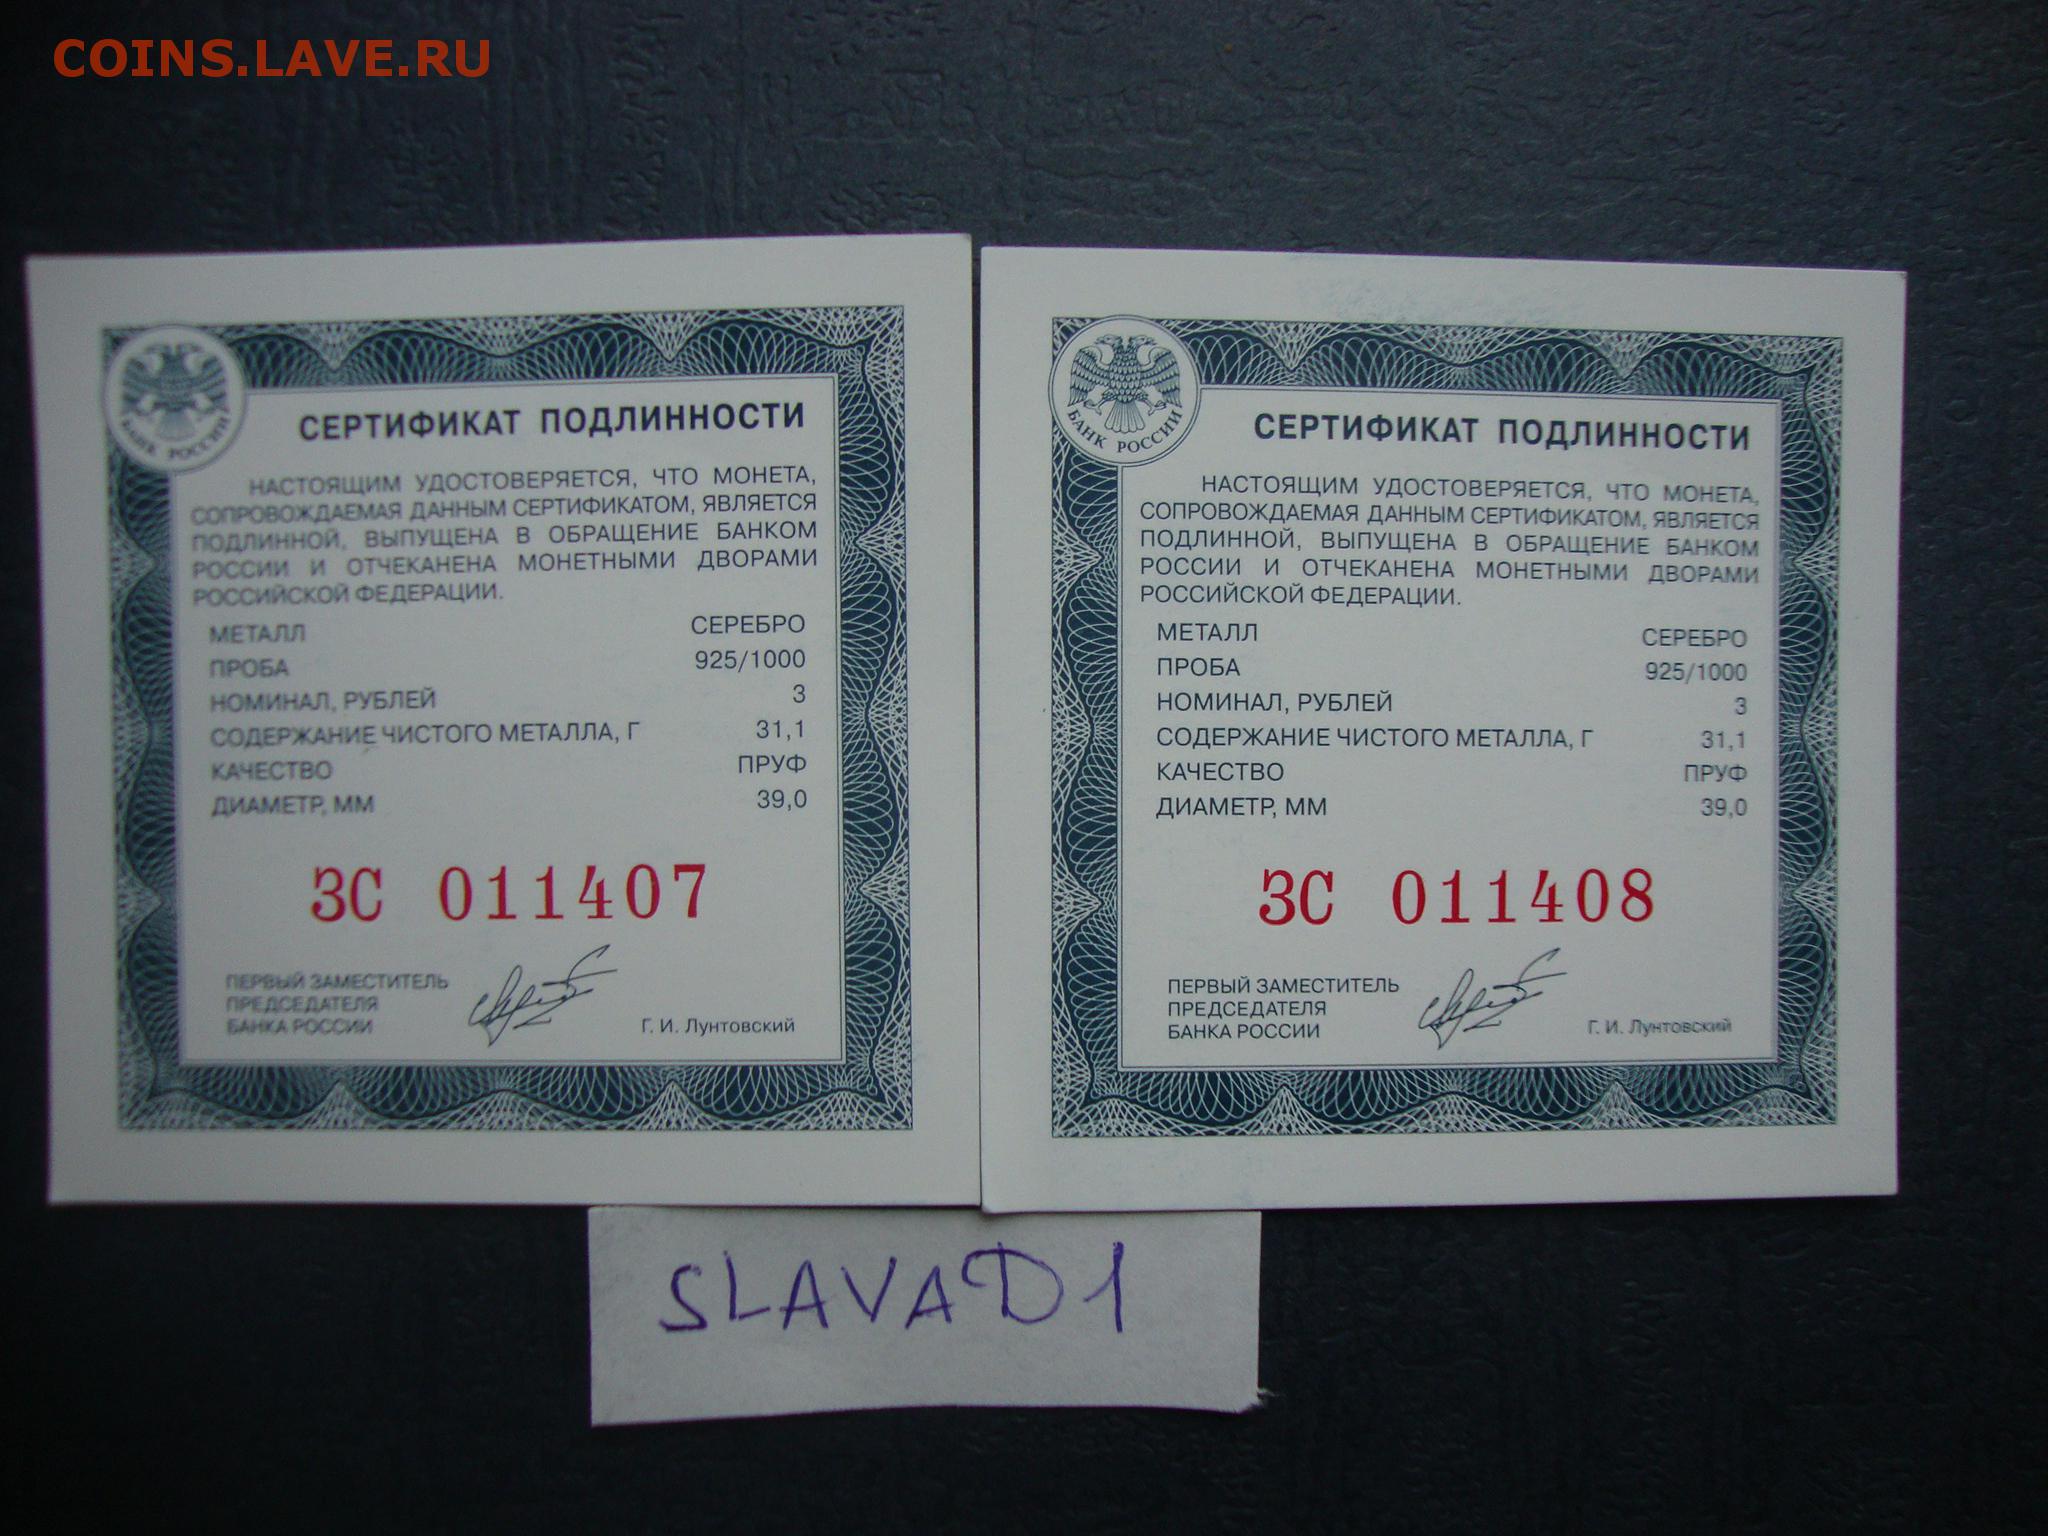 COINS.LAVE.RU
БАНК РОССИИ
СЕРТИФИКАТ ПОДЛИННОСТИ
НАСТОЯЩИМ УДОСТОВЕРЯЕТСЯ, ЧТО МОНЕТА,
СОПРОВОЖДАЕМАЯ ДАННЫМ СЕРТИФИКАТОМ, ЯВЛЯЕТСЯ
ПОДЛИННОЙ, ВЫПУЩЕНА В ОБРАЩЕНИЕ БАНКОМ
РОССИИ И ОТЧЕКАНЕНА МОНЕТНЫМИ ДВОРАМИ
РОССИЙСКОЙ ФЕДЕРАЦИИ.
МЕТАЛЛ СЕРЕБРО
ПРОБА 925/1000
НОМИНАЛ, РУБЛЕЙ 3
СОДЕРЖАНИЕ ЧИСТОГО МЕТАЛЛА, Г 31,1
КАЧЕСТВО ПРУФ
ДИАМЕТР, ММ 39,0
ЗС 011407
ПЕРВЫЙ ЗАМЕСТИТЕЛЬ
ПРЕДСЕДАТЕЛЯ
БАНКА РОССИИ Г. И. Лунтовский
БАНК РОССИИ
СЕРТИФИКАТ ПОДЛИННОСТИ
НАСТОЯЩИМ УДОСТОВЕРЯЕТСЯ, ЧТО МОНЕТА,
СОПРОВОЖДАЕМАЯ ДАННЫМ СЕРТИФИКАТОМ, ЯВЛЯЕТСЯ
ПОДЛИННОЙ, ВЫПУЩЕНА В ОБРАЩЕНИЕ БАНКОМ
РОССИИ И ОТЧЕКАНЕНА МОНЕТНЫМИ ДВОРАМИ
РОССИЙСКОЙ ФЕДЕРАЦИИ.
МЕТАЛЛ СЕРЕБРО
ПРОБА 925/1000
НОМИНАЛ, РУБЛЕЙ 3
СОДЕРЖАНИЕ ЧИСТОГО МЕТАЛЛА, Г 31,1
КАЧЕСТВО ПРУФ
ДИАМЕТР, ММ 39,0
ЗС 011408
ПЕРВЫЙ ЗАМЕСТИТЕЛЬ
ПРЕДСЕДАТЕЛЯ
БАНКА РОССИИ Г. И. Лунтовский
SLAVAD1